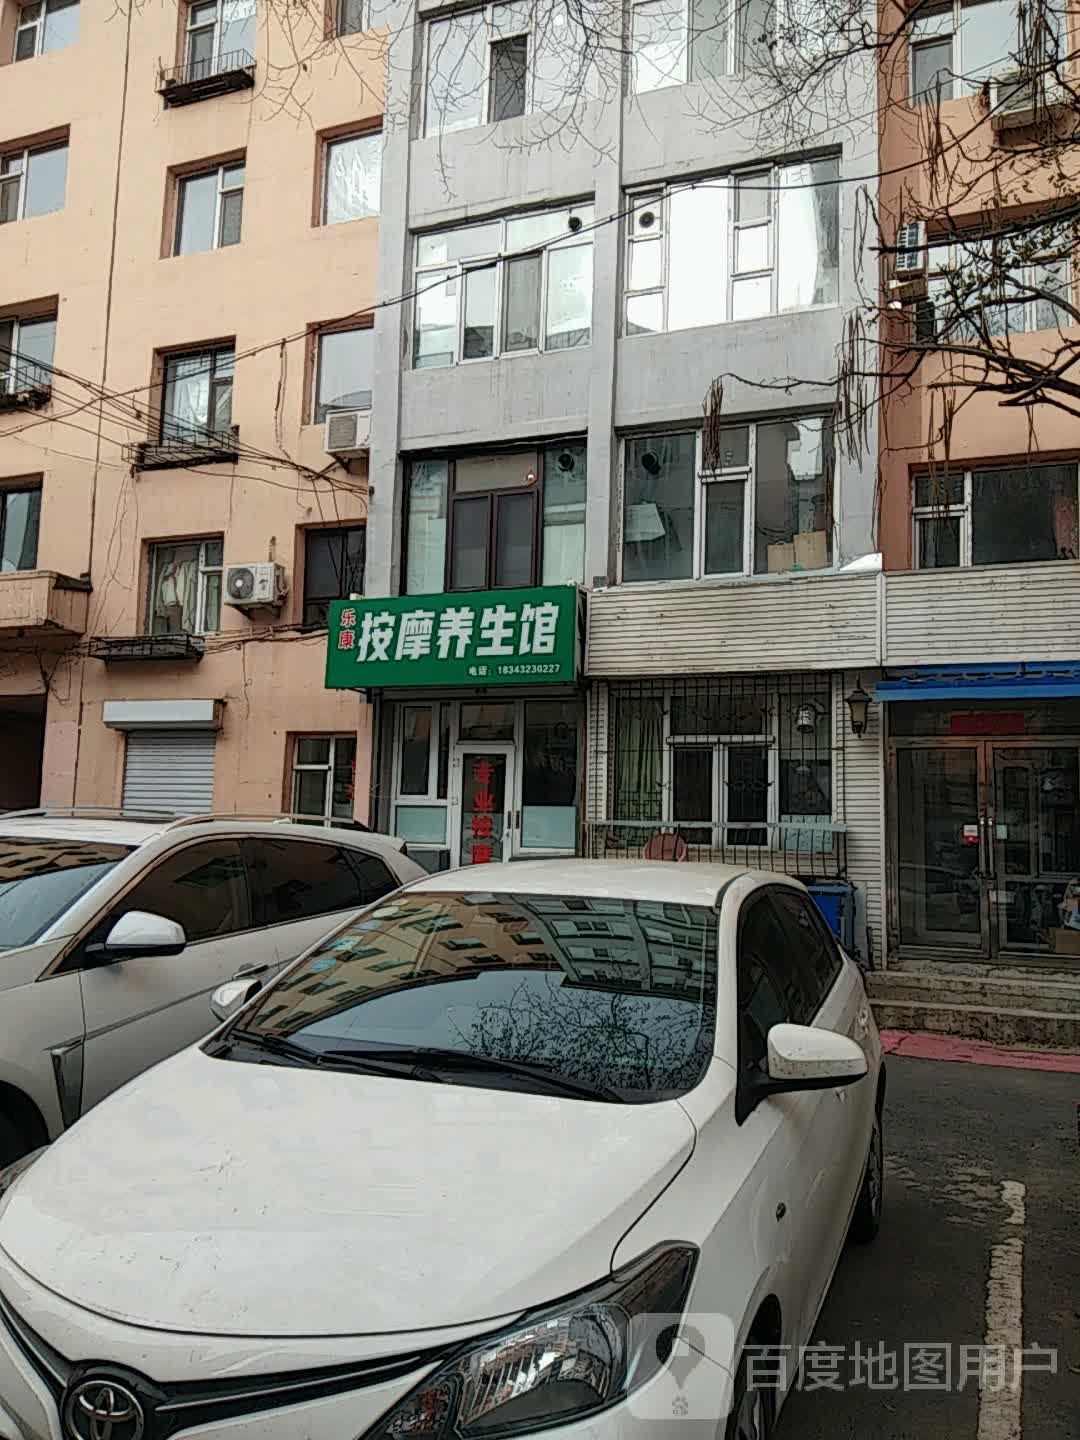 乐康
按摩养生馆
电话：18343230227
专业按摩
百度地图用户